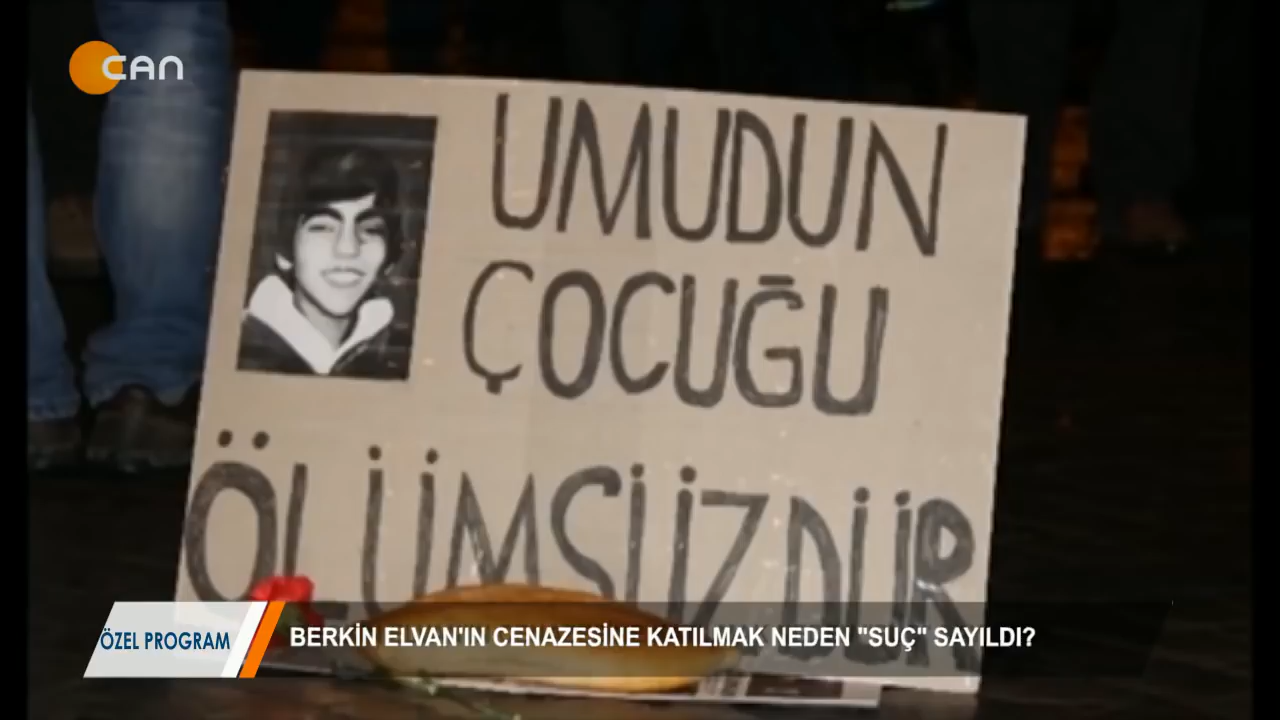 CAN
UMUDUN
ÇOCUĞU
ÖLÜMSÜZDÜR
ÖZEL PROGRAM
BERKİN ELVAN'IN CENAZESİNE KATILMAK NEDEN "SUÇ" SAYILDI?